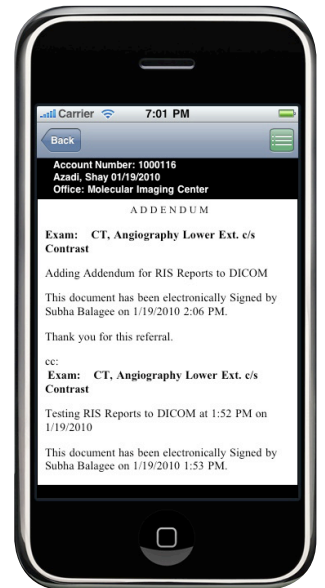 Carrier 7:01 PM
Back
Account Number: 1000116
Azadi, Shay 01/19/2010
Office: Molecular Imaging Center
ADDENDUM
Exam: CT, Angiography Lower Ext. c/s
Contrast
Adding Addendum for RIS Reports to DICOM
This document has been electronically Signed by
Subha Balagee on 1/19/2010 2:06 PM.
Thank you for this referral.
cc:
Exam: CT, Angiography Lower Ext. c/s
Contrast
Testing RIS Reports to DICOM at 1:52 PM on
1/19/2010
This document has been electronically Signed by
Subha Balagee on 1/19/2010 1:53 PM.